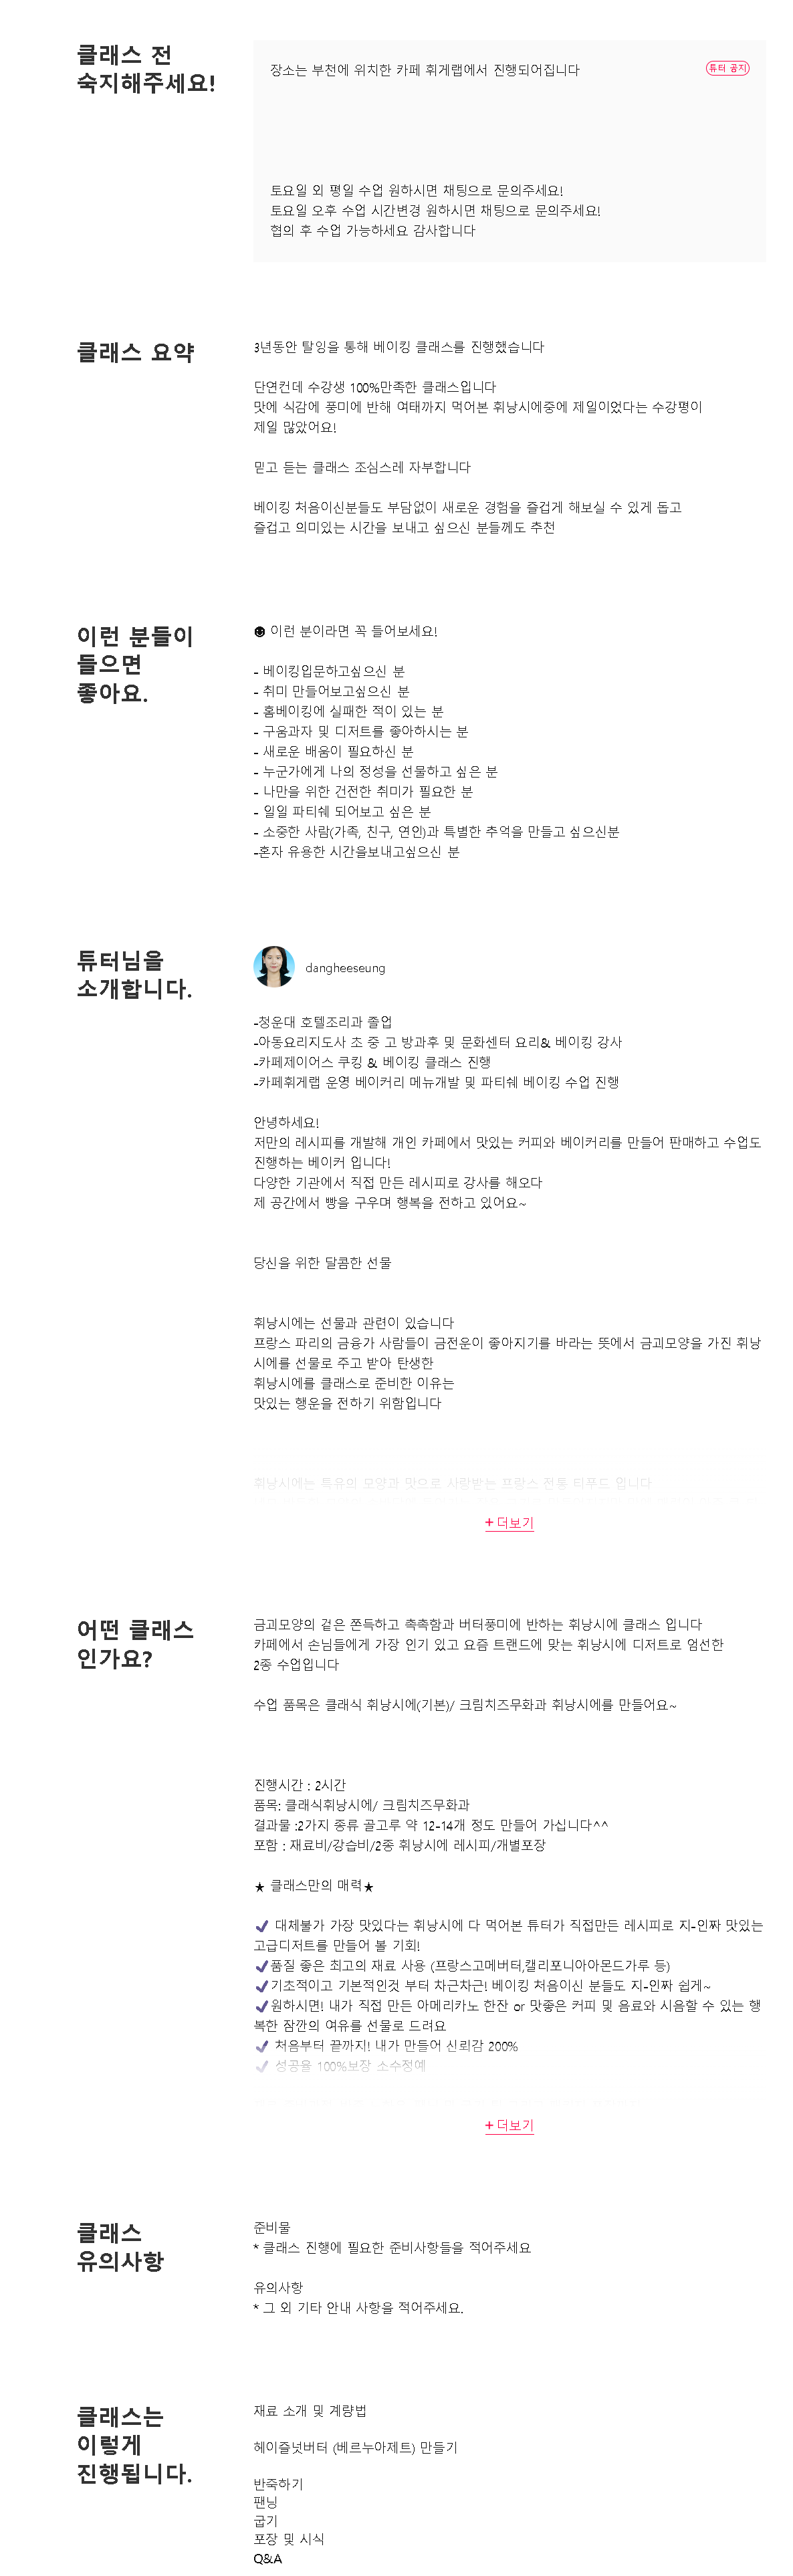 클래스 전
숙지해주세요!
장소는 부천에 위치한 카페 휘게랩에서 진행되어집니다
튜터 공지
토요일 외 평일 수업 원하시면 채팅으로 문의주세요!
토요일 오후 수업 시간변경 원하시면 채팅으로 문의주세요!
협의 후 수업 가능하세요 감사합니다
클래스 요약
3년동안 탈잉을 통해 베이킹 클래스를 진행했습니다
단연컨데 수강생 100%만족한 클래스입니다
맛에 식감에 풍미에 반해 여태까지 먹어본 휘낭시에중에 제일이었다는 수강평이
제일 많았어요!
믿고 듣는 클래스 조심스레 자부합니다
베이킹 처음이신분들도 부담없이 새로운 경험을 즐겁게 해보실 수 있게 돕고
즐겁고 의미있는 시간을 보내고 싶으신 분들께도 추천
이런 분들이
들으면
좋아요.
☻ 이런 분이라면 꼭 들어보세요!
- 베이킹입문하고싶으신 분
- 취미 만들어보고싶으신 분
- 홈베이킹에 실패한 적이 있는 분
- 구움과자 및 디저트를 좋아하시는 분
- 새로운 배움이 필요하신 분
- 누군가에게 나의 정성을 선물하고 싶은 분
- 나만을 위한 건전한 취미가 필요한 분
- 일일 파티쉐 되어보고 싶은 분
- 소중한 사람(가족, 친구, 연인)과 특별한 추억을 만들고 싶으신분
-혼자 유용한 시간을보내고싶으신 분
튜터님을
소개합니다.
dangheeseung
-청운대 호텔조리과 졸업
-아동요리지도사 초 중 고 방과후 및 문화센터 요리& 베이킹 강사
-카페제이어스 쿠킹 & 베이킹 클래스 진행
-카페휘게랩 운영 베이커리 메뉴개발 및 파티쉐 베이킹 수업 진행
안녕하세요!
저만의 레시피를 개발해 개인 카페에서 맛있는 커피와 베이커리를 만들어 판매하고 수업도
진행하는 베이커 입니다!
다양한 기관에서 직접 만든 레시피로 강사를 해오다
제 공간에서 빵을 구우며 행복을 전하고 있어요~
당신을 위한 달콤한 선물
휘낭시에는 선물과 관련이 있습니다
프랑스 파리의 금융가 사람들이 금전운이 좋아지기를 바라는 뜻에서 금괴모양을 가진 휘낭
시에를 선물로 주고 받아 탄생한
휘낭시에를 클래스로 준비한 이유는
맛있는 행운을 전하기 위함입니다
휘낭시에는 특유의 모양과 맛으로 사랑받는 프랑스 전통 티푸드 입니다
+ 더보기
어떤 클래스
인가요?
금괴모양의 겉은 쫀득하고 촉촉함과 버터풍미에 반하는 휘낭시에 클래스 입니다
카페에서 손님들에게 가장 인기 있고 요즘 트랜드에 맞는 휘낭시에 디저트로 엄선한
2종 수업입니다
수업 품목은 클래식 휘낭시에(기본)/ 크림치즈무화과 휘낭시에를 만들어요~
진행시간 : 2시간
품목: 클래식휘낭시에/ 크림치즈무화과
결과물 :2가지 종류 골고루 약 12-14개 정도 만들어 가십니다^^
포함 : 재료비/강습비/2종 휘낭시에 레시피/개별포장
★ 클래스만의 매력★
✔ 대체불가 가장 맛있다는 휘낭시에 다 먹어본 튜터가 직접만든 레시피로 지-인짜 맛있는
고급디저트를 만들어 볼 기회!
✔품질 좋은 최고의 재료 사용 (프랑스고메버터,캘리포니아아몬드가루 등)
✔기초적이고 기본적인것 부터 차근차근! 베이킹 처음이신 분들도 지-인짜 쉽게~
✔원하시면! 내가 직접 만든 아메리카노 한잔 or 맛좋은 커피 및 음료와 시음할 수 있는 행
복한 잠깐의 여유를 선물로 드려요
✔ 처음부터 끝까지! 내가 만들어 신뢰감 200%
✔ 성공율 100%보장 소수정예
+ 더보기
클래스
유의사항
준비물
* 클래스 진행에 필요한 준비사항들을 적어주세요
유의사항
* 그 외 기타 안내 사항을 적어주세요.
클래스는
이렇게
진행됩니다.
재료 소개 및 계량법
헤이즐넛버터 (베르누아제트) 만들기
반죽하기
팬닝
굽기
포장 및 시식
Q&A